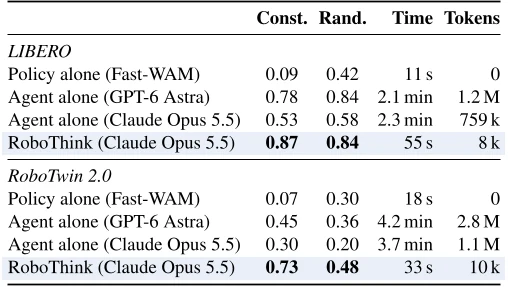 Const. Rand. Time Tokens
LIBERO
Policy alone (Fast-WAM) 0.09 0.42 11 s 0
Agent alone (GPT-6 Astra) 0.78 0.84 2.1 min 1.2 M
Agent alone (Claude Opus 5.5) 0.53 0.58 2.3 min 759 k
RoboThink (Claude Opus 5.5) 0.87 0.84 55 s 8 k
RoboTwin 2.0
Policy alone (Fast-WAM) 0.07 0.30 18 s 0
Agent alone (GPT-6 Astra) 0.45 0.36 4.2 min 2.8 M
Agent alone (Claude Opus 5.5) 0.30 0.20 3.7 min 1.1 M
RoboThink (Claude Opus 5.5) 0.73 0.48 33 s 10 k